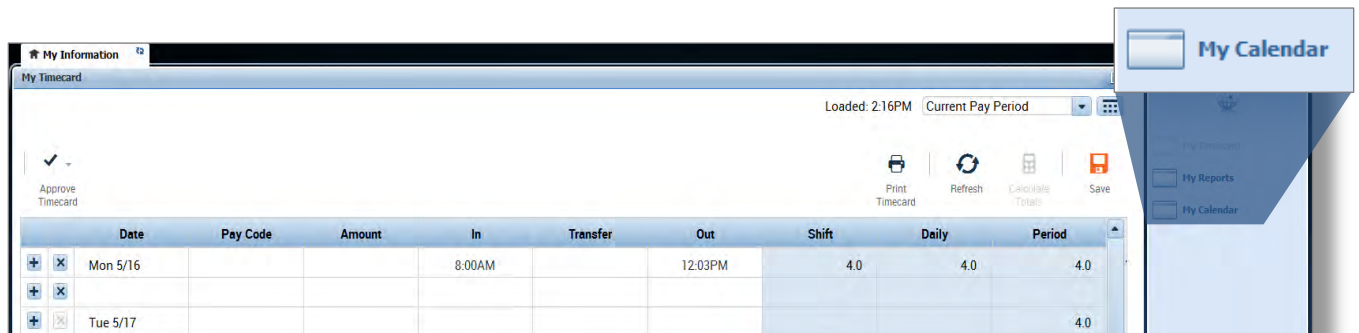 My Calendar
My Information
My Timecard
Loaded: 2:16PM Current Pay Period
Approve Timecard
Print Timecard
Refresh
Calculate Totals
Save
My Timecard
My Reports
My Calendar
Date Pay Code Amount In Transfer Out Shift Daily Period
Mon 5/16 8:00AM 12:03PM 4.0 4.0 4.0
Tue 5/17 4.0